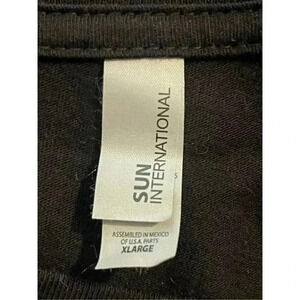 SUN
INTERNATIONAL
S
ASSEMBLED IN MEXICO
OF U.S.A. PARTS
XLARGE